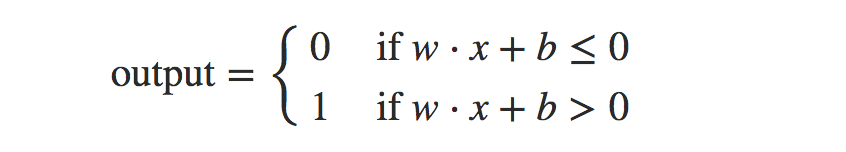 output = { 0 if w · x + b ≤ 0
1 if w · x + b > 0